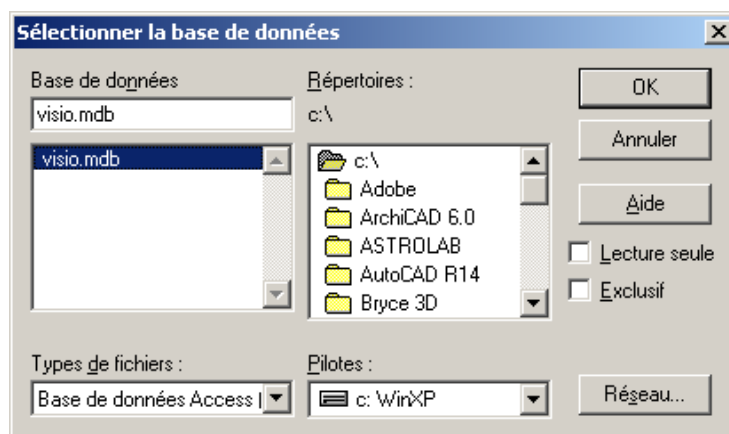 Sélectionner la base de données
Base de données
visio.mdb
visio.mdb
Répertoires :
c:\
c:\
Adobe
ArchiCAD 6.0
ASTROLAB
AutoCAD R14
Bryce 3D
OK
Annuler
Aide
Lecture seule
Exclusif
Types de fichiers :
Base de données Access (
Pilotes :
c: WinXP
Réseau...